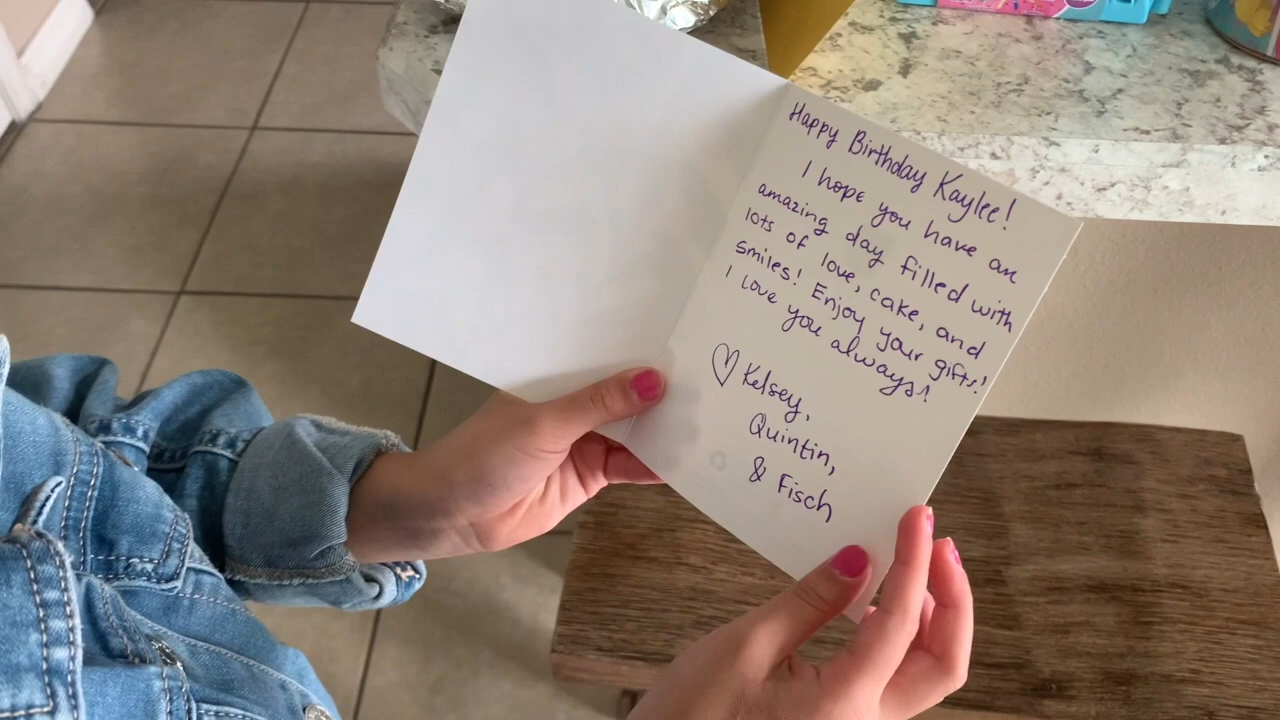 Happy Birthday Kaylee!
I hope you have an
amazing day filled with
lots of love, cake, and
smiles! Enjoy your gifts!
I love you always!
♡ Kelsey,
Quintin,
& Fisch